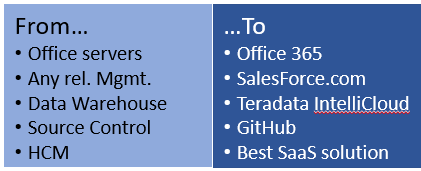 From…
• Office servers
• Any rel. Mgmt.
• Data Warehouse
• Source Control
• HCM
…To
• Office 365
• SalesForce.com
• Teradata IntelliCloud
• GitHub
• Best SaaS solution